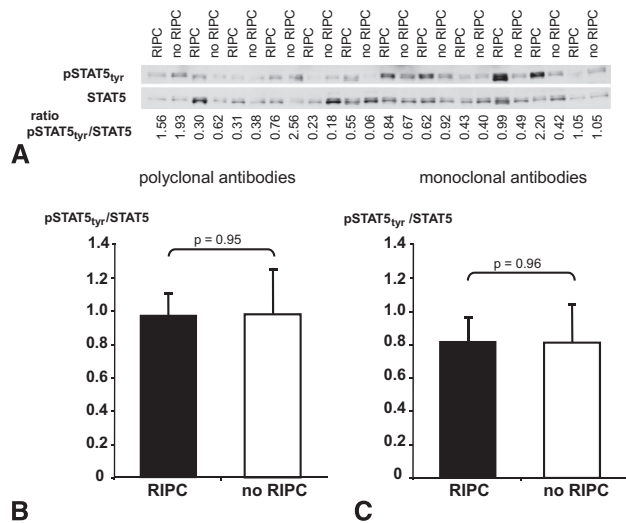 RIPC no RIPC RIPC no RIPC RIPC no RIPC RIPC no RIPC RIPC no RIPC RIPC no RIPC RIPC no RIPC RIPC no RIPC RIPC no RIPC RIPC no RIPC RIPC no RIPC RIPC no RIPC
pSTAT5tyr
STAT5
ratio
pSTAT5tyr/STAT5
1.56 1.93 0.30 0.62 0.31 0.38 0.76 2.56 0.23 0.18 0.55 0.06 0.84 0.67 0.62 0.92 0.43 0.40 0.99 0.49 2.20 0.42 1.05 1.05
A
polyclonal antibodies
pSTAT5tyr/STAT5
1.4
1.2
1.0
0.8
0.6
0.4
0.2
0
p = 0.95
RIPC no RIPC
B
monoclonal antibodies
pSTAT5tyr /STAT5
1.4
1.2
1.0
0.8
0.6
0.4
0.2
0
p = 0.96
RIPC no RIPC
C